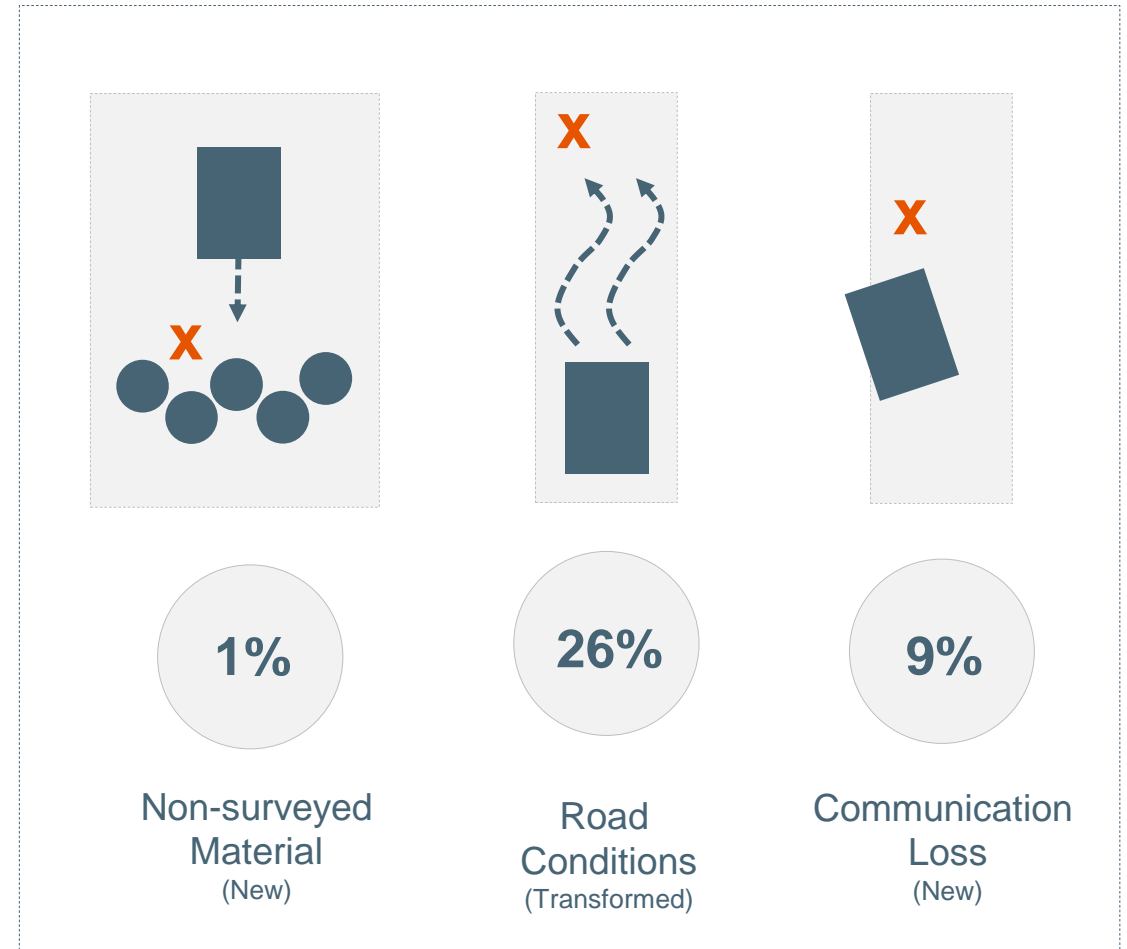 X
X
X
1%
Non-surveyed
Material
(New)
26%
Road
Conditions
(Transformed)
9%
Communication
Loss
(New)